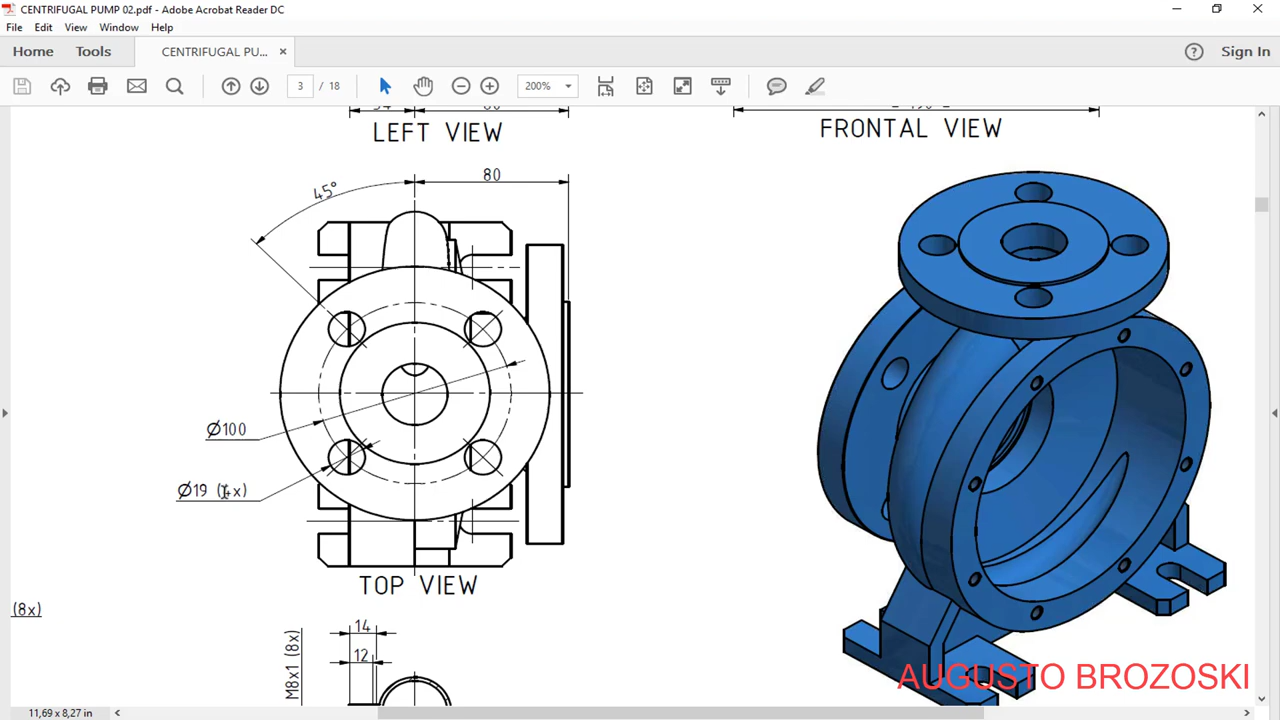 CENTRIFUGAL PUMP 02.pdf - Adobe Acrobat Reader DC
File Edit View Window Help
Home Tools CENTRIFUGAL PU... × Sign In
3 / 18 200%
LEFT VIEW
FRONTAL VIEW
45°
80
Ø100
Ø19 (4x)
TOP VIEW
(8x)
14
12
M8x1 (8x)
AUGUSTO BROZOSKI
11,69 x 8,27 in